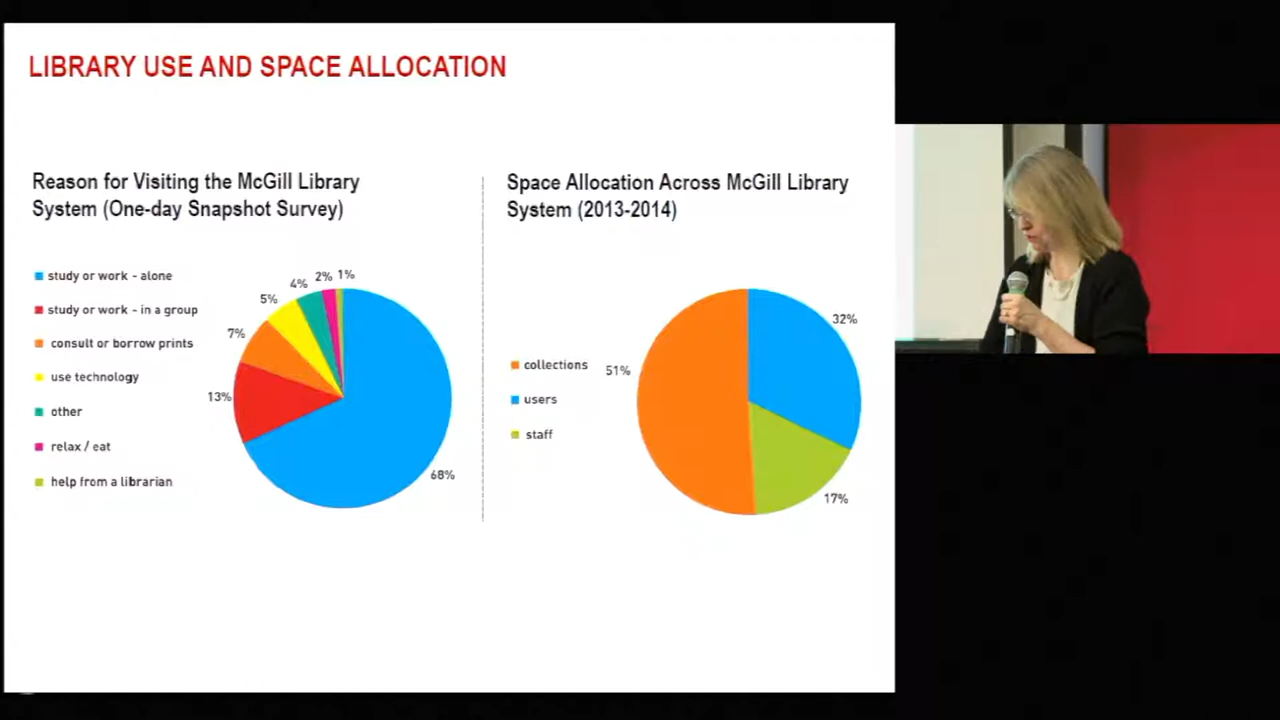 LIBRARY USE AND SPACE ALLOCATION
Reason for Visiting the McGill Library
System (One-day Snapshot Survey)
study or work - alone
study or work - in a group
consult or borrow prints
use technology
other
relax / eat
help from a librarian
1%
2%
4%
5%
7%
13%
68%
Space Allocation Across McGill Library
System (2013-2014)
collections
users
staff
51%
32%
17%